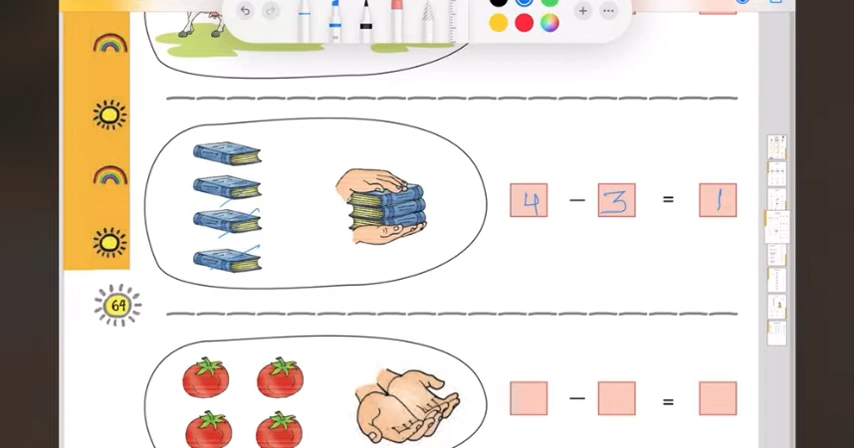 4 − 3 = 1
64
− =